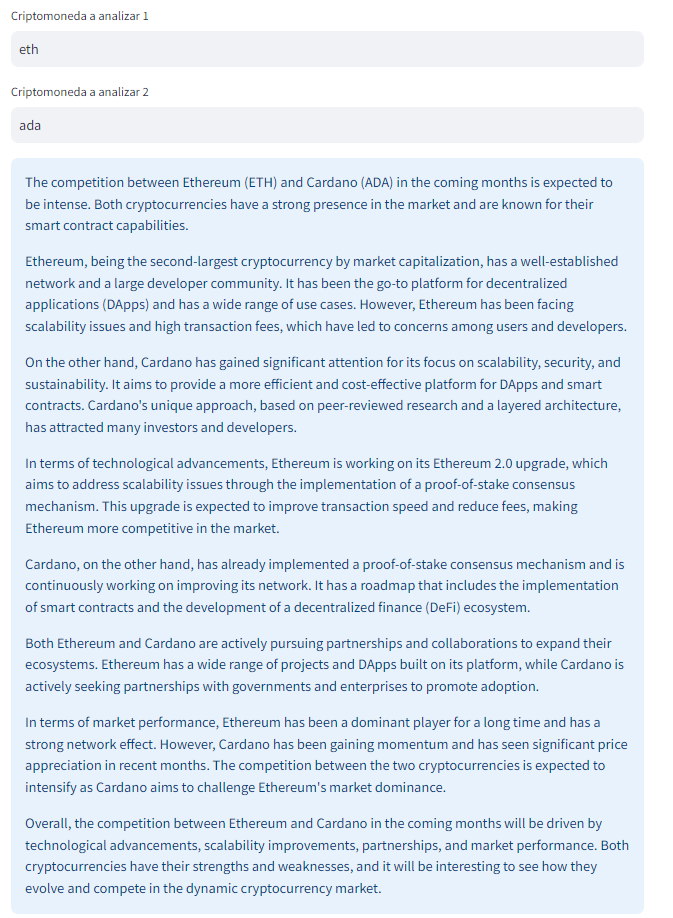 Criptomoneda a analizar 1
eth
Criptomoneda a analizar 2
ada
The competition between Ethereum (ETH) and Cardano (ADA) in the coming months is expected to
be intense. Both cryptocurrencies have a strong presence in the market and are known for their
smart contract capabilities.
Ethereum, being the second-largest cryptocurrency by market capitalization, has a well-established
network and a large developer community. It has been the go-to platform for decentralized
applications (DApps) and has a wide range of use cases. However, Ethereum has been facing
scalability issues and high transaction fees, which have led to concerns among users and developers.
On the other hand, Cardano has gained significant attention for its focus on scalability, security, and
sustainability. It aims to provide a more efficient and cost-effective platform for DApps and smart
contracts. Cardano's unique approach, based on peer-reviewed research and a layered architecture,
has attracted many investors and developers.
In terms of technological advancements, Ethereum is working on its Ethereum 2.0 upgrade, which
aims to address scalability issues through the implementation of a proof-of-stake consensus
mechanism. This upgrade is expected to improve transaction speed and reduce fees, making
Ethereum more competitive in the market.
Cardano, on the other hand, has already implemented a proof-of-stake consensus mechanism and is
continuously working on improving its network. It has a roadmap that includes the implementation
of smart contracts and the development of a decentralized finance (DeFi) ecosystem.
Both Ethereum and Cardano are actively pursuing partnerships and collaborations to expand their
ecosystems. Ethereum has a wide range of projects and DApps built on its platform, while Cardano is
actively seeking partnerships with governments and enterprises to promote adoption.
In terms of market performance, Ethereum has been a dominant player for a long time and has a
strong network effect. However, Cardano has been gaining momentum and has seen significant price
appreciation in recent months. The competition between the two cryptocurrencies is expected to
intensify as Cardano aims to challenge Ethereum's market dominance.
Overall, the competition between Ethereum and Cardano in the coming months will be driven by
technological advancements, scalability improvements, partnerships, and market performance. Both
cryptocurrencies have their strengths and weaknesses, and it will be interesting to see how they
evolve and compete in the dynamic cryptocurrency market.